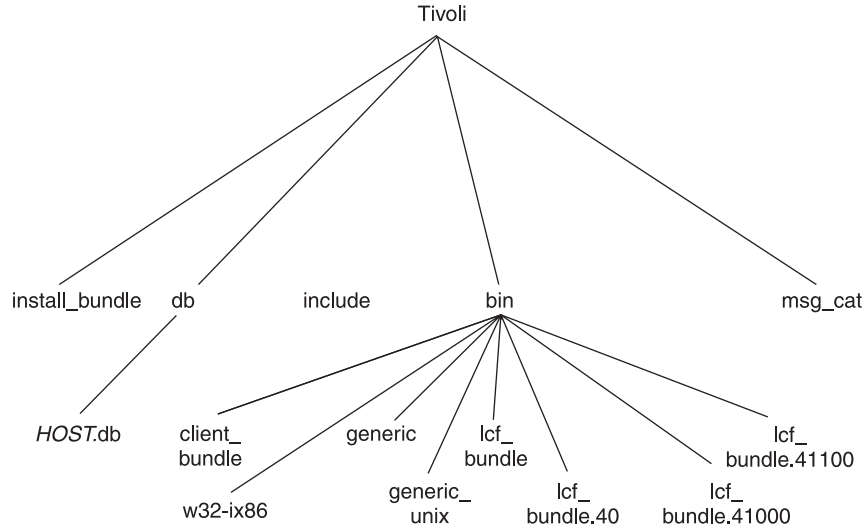 Tivoli
install_bundle
db
include
bin
msg_cat
HOST.db
client_
bundle
generic
lcf_
bundle
lcf_
bundle.41100
w32-ix86
generic_
unix
lcf_
bundle.40
lcf_
bundle.41000